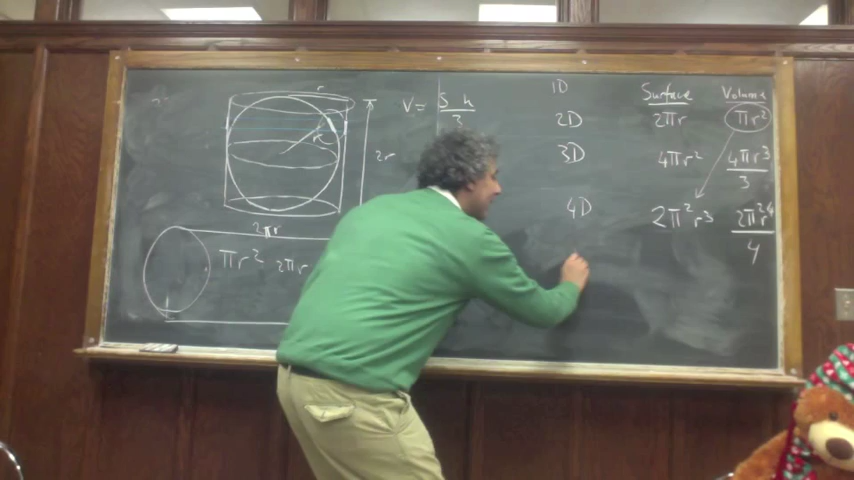 r
V = S h / 3
1D
Surface Volume
2D 2πr πr²
r
3D 4πr² 4πr³ / 3
2r
4D 2π²r³ 2π²r⁴ / 4
2πr
πr² 2πr